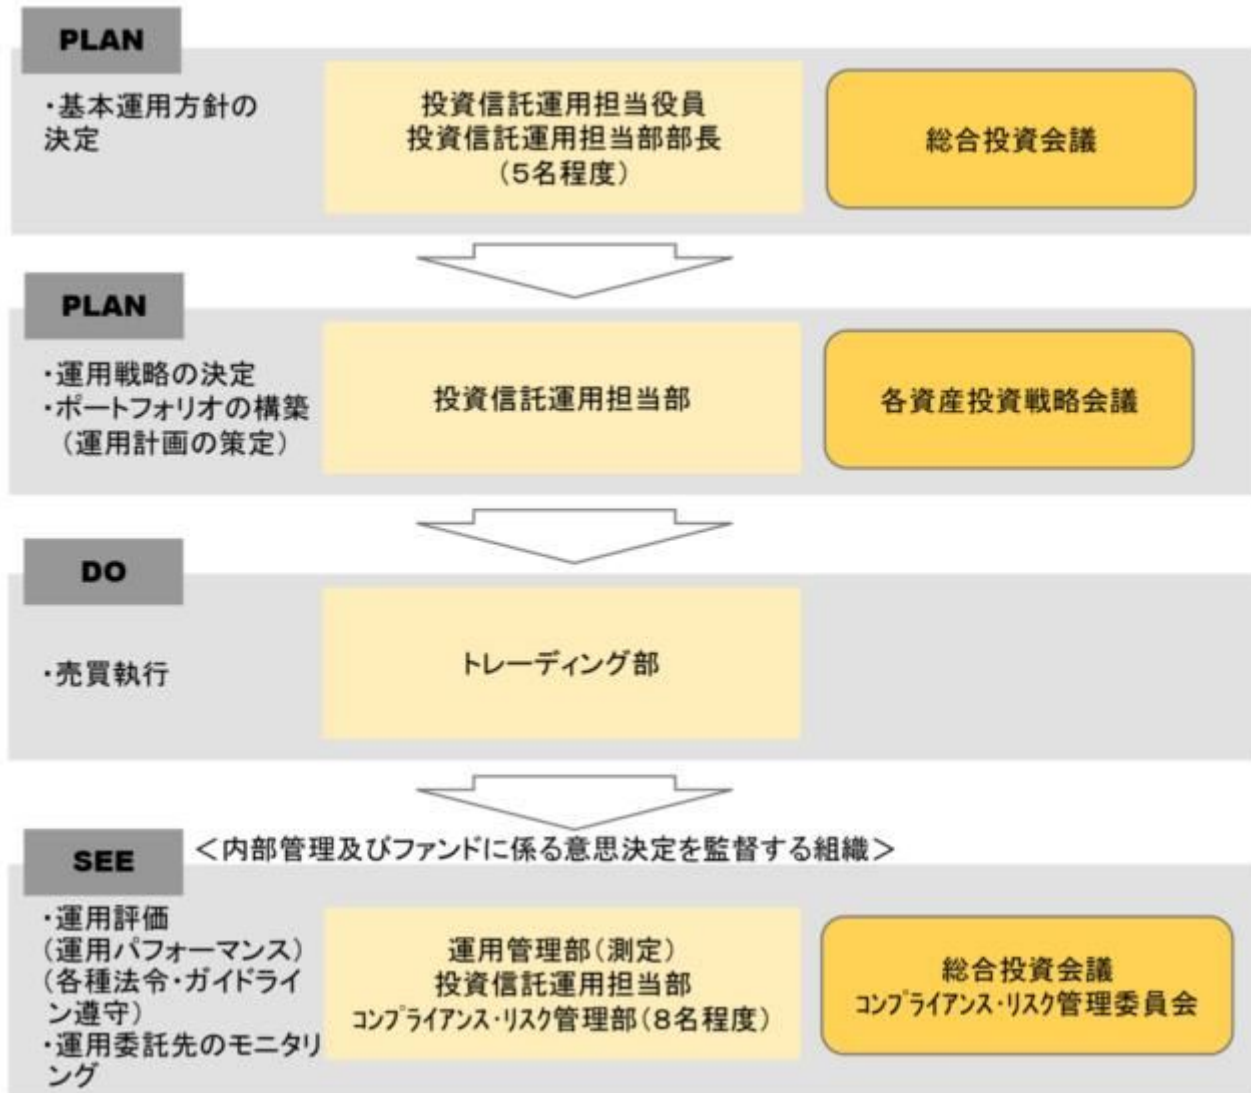 PLAN
・基本運用方針の
決定
投資信託運用担当役員
投資信託運用担当部部長
(5名程度)
総合投資会議
PLAN
・運用戦略の決定
・ポートフォリオの構築
(運用計画の策定)
投資信託運用担当部
各資産投資戦略会議
DO
・売買執行
トレーディング部
SEE
＜内部管理及びファンドに係る意思決定を監督する組織＞
・運用評価
(運用パフォーマンス)
(各種法令・ガイドライ
ン遵守)
・運用委託先のモニタリ
ング
運用管理部(測定)
投資信託運用担当部
ｺﾝﾌﾟﾗｲｱﾝｽ・ﾘｽｸ管理部(8名程度)
総合投資会議
ｺﾝﾌﾟﾗｲｱﾝｽ・ﾘｽｸ管理委員会